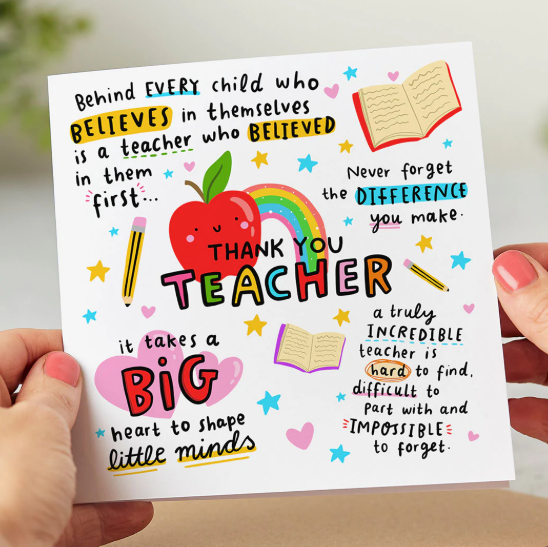 Behind EVERY child who
BELIEVES in themselves
is a teacher who BELIEVED
in them
first...
Never forget
the DIFFERENCE
you make.
THANK YOU
TEACHER
it takes a
BiG
heart to shape
little minds
a truly
INCREDIBLE
teacher is
hard to find,
difficult to
part with and
IMPOSSIBLE
to forget.